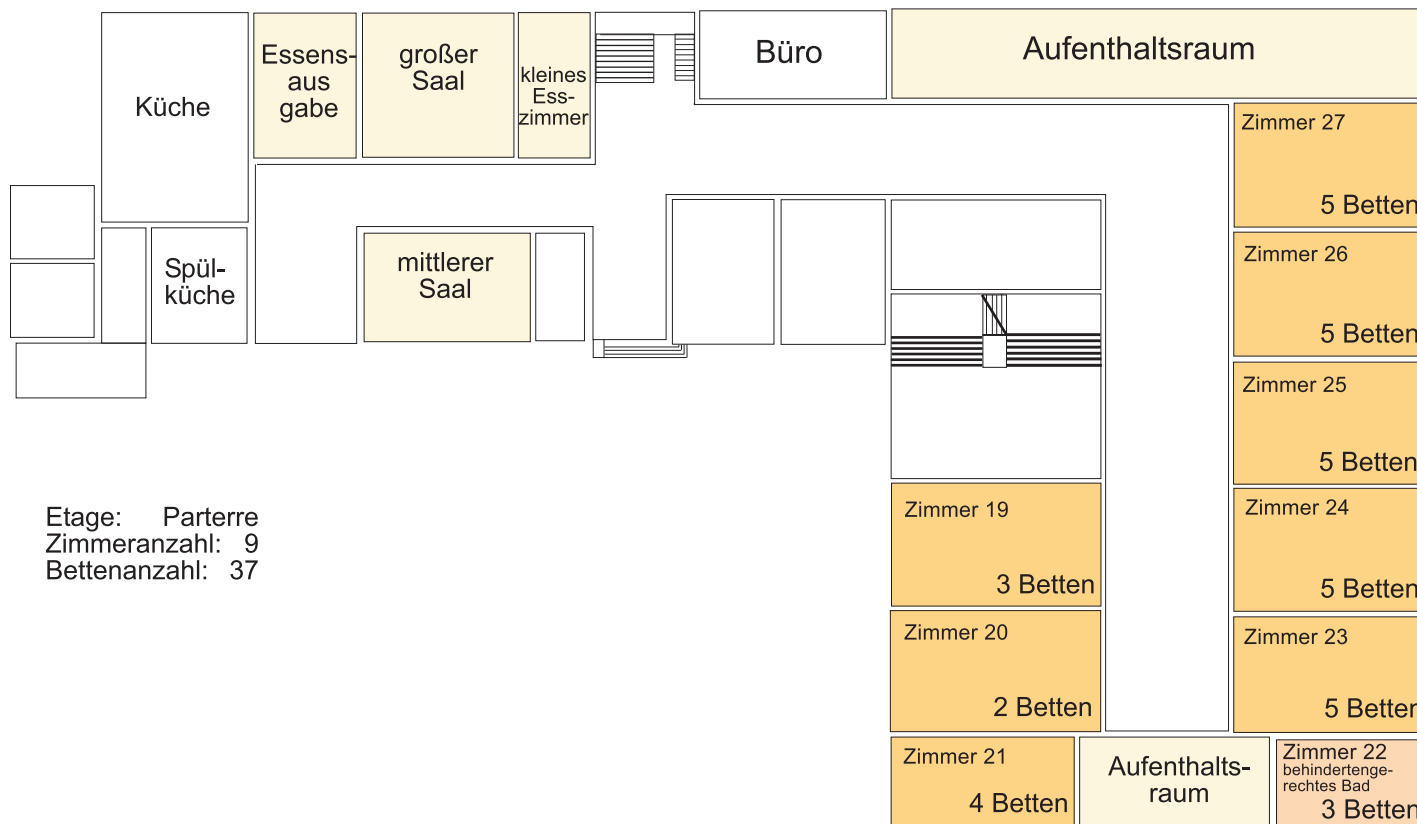 Küche
Essens-
aus
gabe
großer
Saal
kleines
Ess-
zimmer
Büro
Aufenthaltsraum
Zimmer 27
5 Betten
Zimmer 26
5 Betten
Zimmer 25
5 Betten
Zimmer 24
5 Betten
Zimmer 23
5 Betten
Spül-
küche
mittlerer
Saal
Etage: Parterre
Zimmeranzahl: 9
Bettenanzahl: 37
Zimmer 19
3 Betten
Zimmer 20
2 Betten
Zimmer 21
4 Betten
Aufenthalts-
raum
Zimmer 22
behindertenge-
rechtes Bad
3 Betten